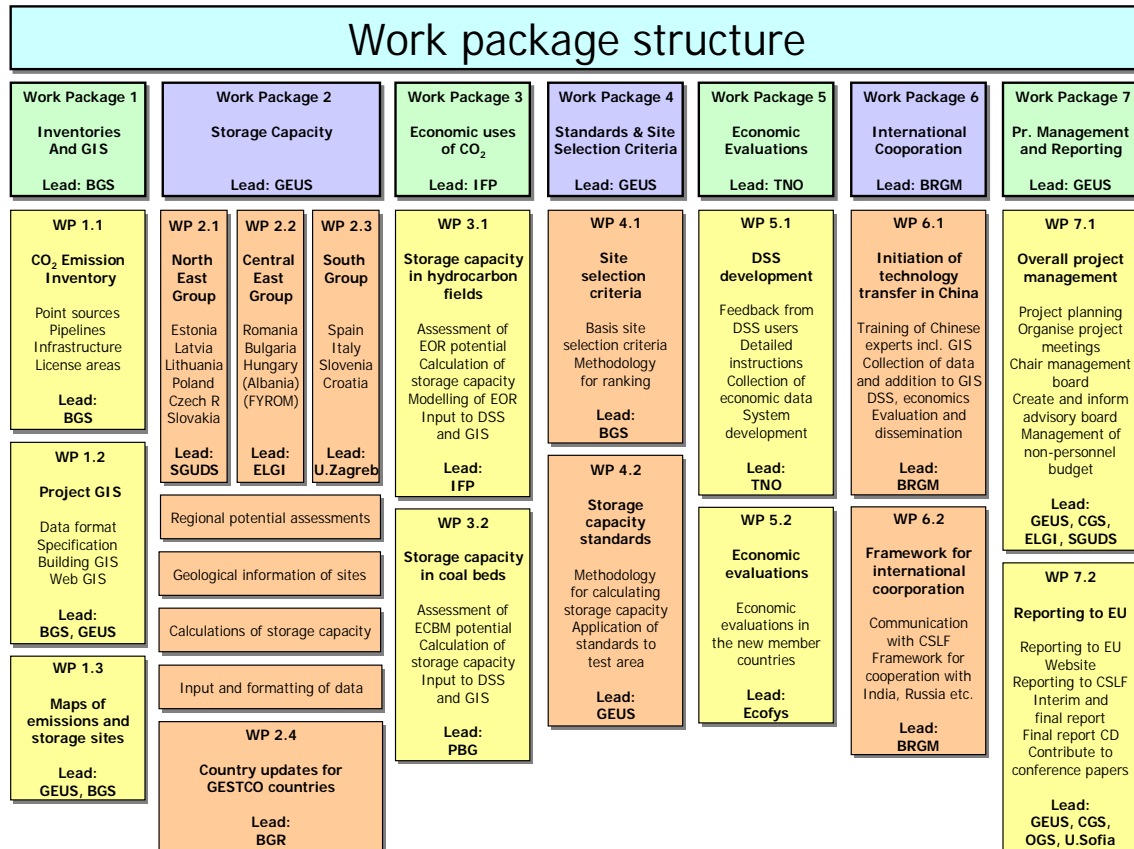 Work package structure
Work Package 1
Inventories
And GIS
Lead: BGS
Work Package 2
Storage Capacity
Lead: GEUS
Work Package 3
Economic uses
of CO2
Lead: IFP
Work Package 4
Standards & Site
Selection Criteria
Lead: GEUS
Work Package 5
Economic
Evaluations
Lead: TNO
Work Package 6
International
Cooporation
Lead: BRGM
Work Package 7
Pr. Management
and Reporting
Lead: GEUS
WP 1.1
CO2 Emission
Inventory
Point sources
Pipelines
Infrastructure
License areas
Lead:
BGS
WP 1.2
Project GIS
Data format
Specification
Building GIS
Web GIS
Lead:
BGS, GEUS
WP 1.3
Maps of
emissions and
storage sites
Lead:
GEUS, BGS
WP 2.1
North
East
Group
Estonia
Latvia
Lithuania
Poland
Czech R
Slovakia
Lead:
SGUDS
WP 2.2
Central
East
Group
Romania
Bulgaria
Hungary
(Albania)
(FYROM)
Lead:
ELGI
WP 2.3
South
Group
Spain
Italy
Slovenia
Croatia
Lead:
U.Zagreb
Regional potential assessments
Geological information of sites
Calculations of storage capacity
Input and formatting of data
WP 2.4
Country updates for
GESTCO countries
Lead:
BGR
WP 3.1
Storage capacity
in hydrocarbon
fields
Assessment of
EOR potential
Calculation of
storage capacity
Modelling of EOR
Input to DSS
and GIS
Lead:
IFP
WP 3.2
Storage capacity
in coal beds
Assessment of
ECBM potential
Calculation of
storage capacity
Input to DSS
and GIS
Lead:
PBG
WP 4.1
Site
selection
criteria
Basis site
selection criteria
Methodology
for ranking
Lead:
BGS
WP 4.2
Storage
capacity
standards
Methodology
for calculating
storage capacity
Application of
standards to
test area
Lead:
GEUS
WP 5.1
DSS
development
Feedback from
DSS users
Detailed
instructions
Collection of
economic data
System
development
Lead:
TNO
WP 5.2
Economic
evaluations
Economic
evaluations in
the new member
countries
Lead:
Ecofys
WP 6.1
Initiation of
technology
transfer in China
Training of Chinese
experts incl. GIS
Collection of data
and addition to GIS
DSS, economics
Evaluation and
dissemination
Lead:
BRGM
WP 6.2
Framework for
international
coorporation
Communication
with CSLF
Framework for
cooperation with
India, Russia etc.
Lead:
BRGM
WP 7.1
Overall project
management
Project planning
Organise project
meetings
Chair management
board
Create and inform
advisory board
Management of
non-personnel
budget
Lead:
GEUS, CGS,
ELGI, SGUDS
WP 7.2
Reporting to EU
Reporting to EU
Website
Reporting to CSLF
Interim and
final report
Final report CD
Contribute to
conference papers
Lead:
GEUS, CGS,
OGS, U.Sofia